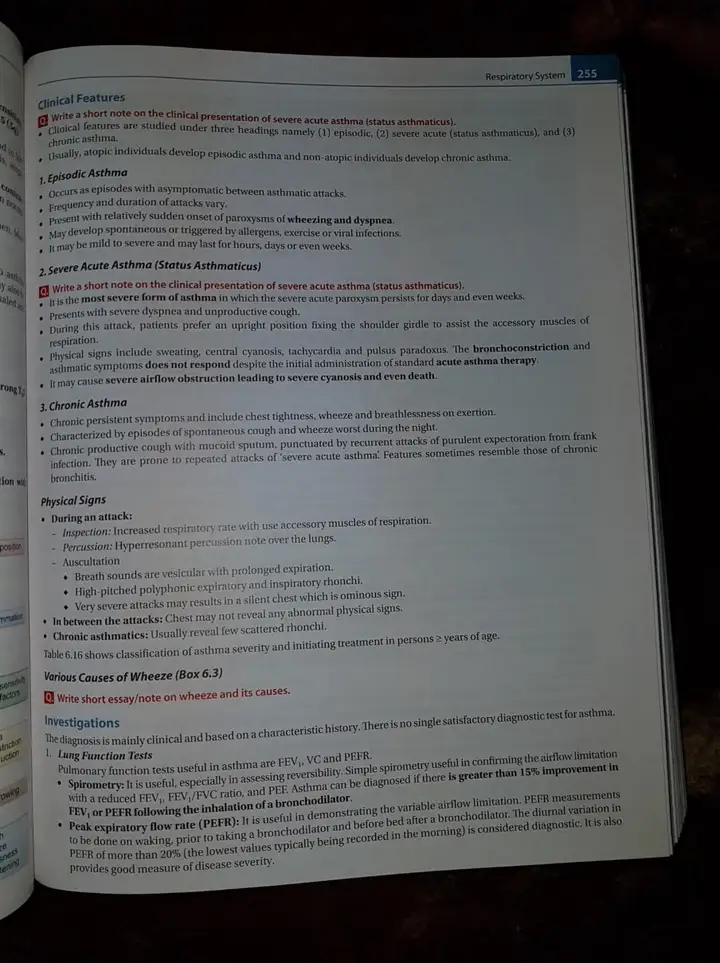 Respiratory System 255
Clinical Features
Q. Write a short note on the clinical presentation of severe acute asthma (status asthmaticus).
• Clinical features are studied under three headings namely (1) episodic, (2) severe acute (status asthmaticus), and (3)
chronic asthma.
• Usually, atopic individuals develop episodic asthma and non-atopic individuals develop chronic asthma.
1. Episodic Asthma
• Occurs as episodes with asymptomatic between asthmatic attacks.
• Frequency and duration of attacks vary.
• Present with relatively sudden onset of paroxysms of wheezing and dyspnea.
• May develop spontaneous or triggered by allergens, exercise or viral infections.
• It may be mild to severe and may last for hours, days or even weeks.
2. Severe Acute Asthma (Status Asthmaticus)
Q. Write a short note on the clinical presentation of severe acute asthma (status asthmaticus).
• It is the most severe form of asthma in which the severe acute paroxysm persists for days and even weeks.
• Presents with severe dyspnea and unproductive cough.
• During this attack, patients prefer an upright position fixing the shoulder girdle to assist the accessory muscles of
respiration.
• Physical signs include sweating, central cyanosis, tachycardia and pulsus paradoxus. The bronchoconstriction and
asthmatic symptoms does not respond despite the initial administration of standard acute asthma therapy.
• It may cause severe airflow obstruction leading to severe cyanosis and even death.
3. Chronic Asthma
• Chronic persistent symptoms and include chest tightness, wheeze and breathlessness on exertion.
• Characterized by episodes of spontaneous cough and wheeze worst during the night.
• Chronic productive cough with mucoid sputum, punctuated by recurrent attacks of purulent expectoration from frank
infection. They are prone to repeated attacks of 'severe acute asthma'. Features sometimes resemble those of chronic
bronchitis.
Physical Signs
• During an attack:
- Inspection: Increased respiratory rate with use accessory muscles of respiration.
- Percussion: Hyperresonant percussion note over the lungs.
- Auscultation
◆ Breath sounds are vesicular with prolonged expiration.
◆ High-pitched polyphonic expiratory and inspiratory rhonchi.
◆ Very severe attacks may results in a silent chest which is ominous sign.
• In between the attacks: Chest may not reveal any abnormal physical signs.
• Chronic asthmatics: Usually reveal few scattered rhonchi.
Table 6.16 shows classification of asthma severity and initiating treatment in persons ≥ years of age.
Various Causes of Wheeze (Box 6.3)
Q. Write short essay/note on wheeze and its causes.
Investigations
The diagnosis is mainly clinical and based on a characteristic history. There is no single satisfactory diagnostic test for asthma.
1. Lung Function Tests
Pulmonary function tests useful in asthma are FEV₁, VC and PEFR.
• Spirometry: It is useful, especially in assessing reversibility. Simple spirometry useful in confirming the airflow limitation
with a reduced FEV₁, FEV₁/FVC ratio, and PEF. Asthma can be diagnosed if there is greater than 15% improvement in
FEV₁ or PEFR following the inhalation of a bronchodilator.
• Peak expiratory flow rate (PEFR): It is useful in demonstrating the variable airflow limitation. PEFR measurements
to be done on waking, prior to taking a bronchodilator and before bed after a bronchodilator. The diurnal variation in
PEFR of more than 20% (the lowest values typically being recorded in the morning) is considered diagnostic. It is also
provides good measure of disease severity.